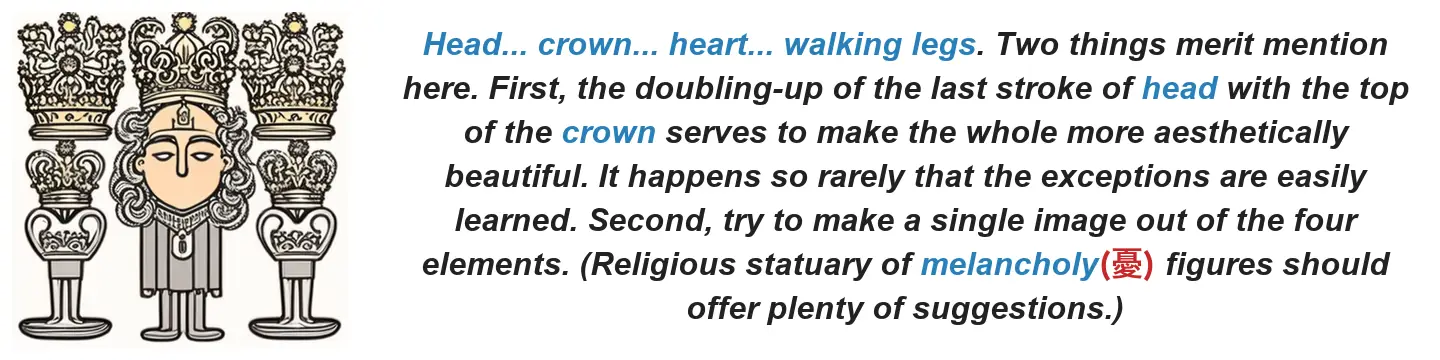 Head... crown... heart... walking legs. Two things merit mention
here. First, the doubling-up of the last stroke of head with the top
of the crown serves to make the whole more aesthetically
beautiful. It happens so rarely that the exceptions are easily
learned. Second, try to make a single image out of the four
elements. (Religious statuary of melancholy(憂) figures should
offer plenty of suggestions.)